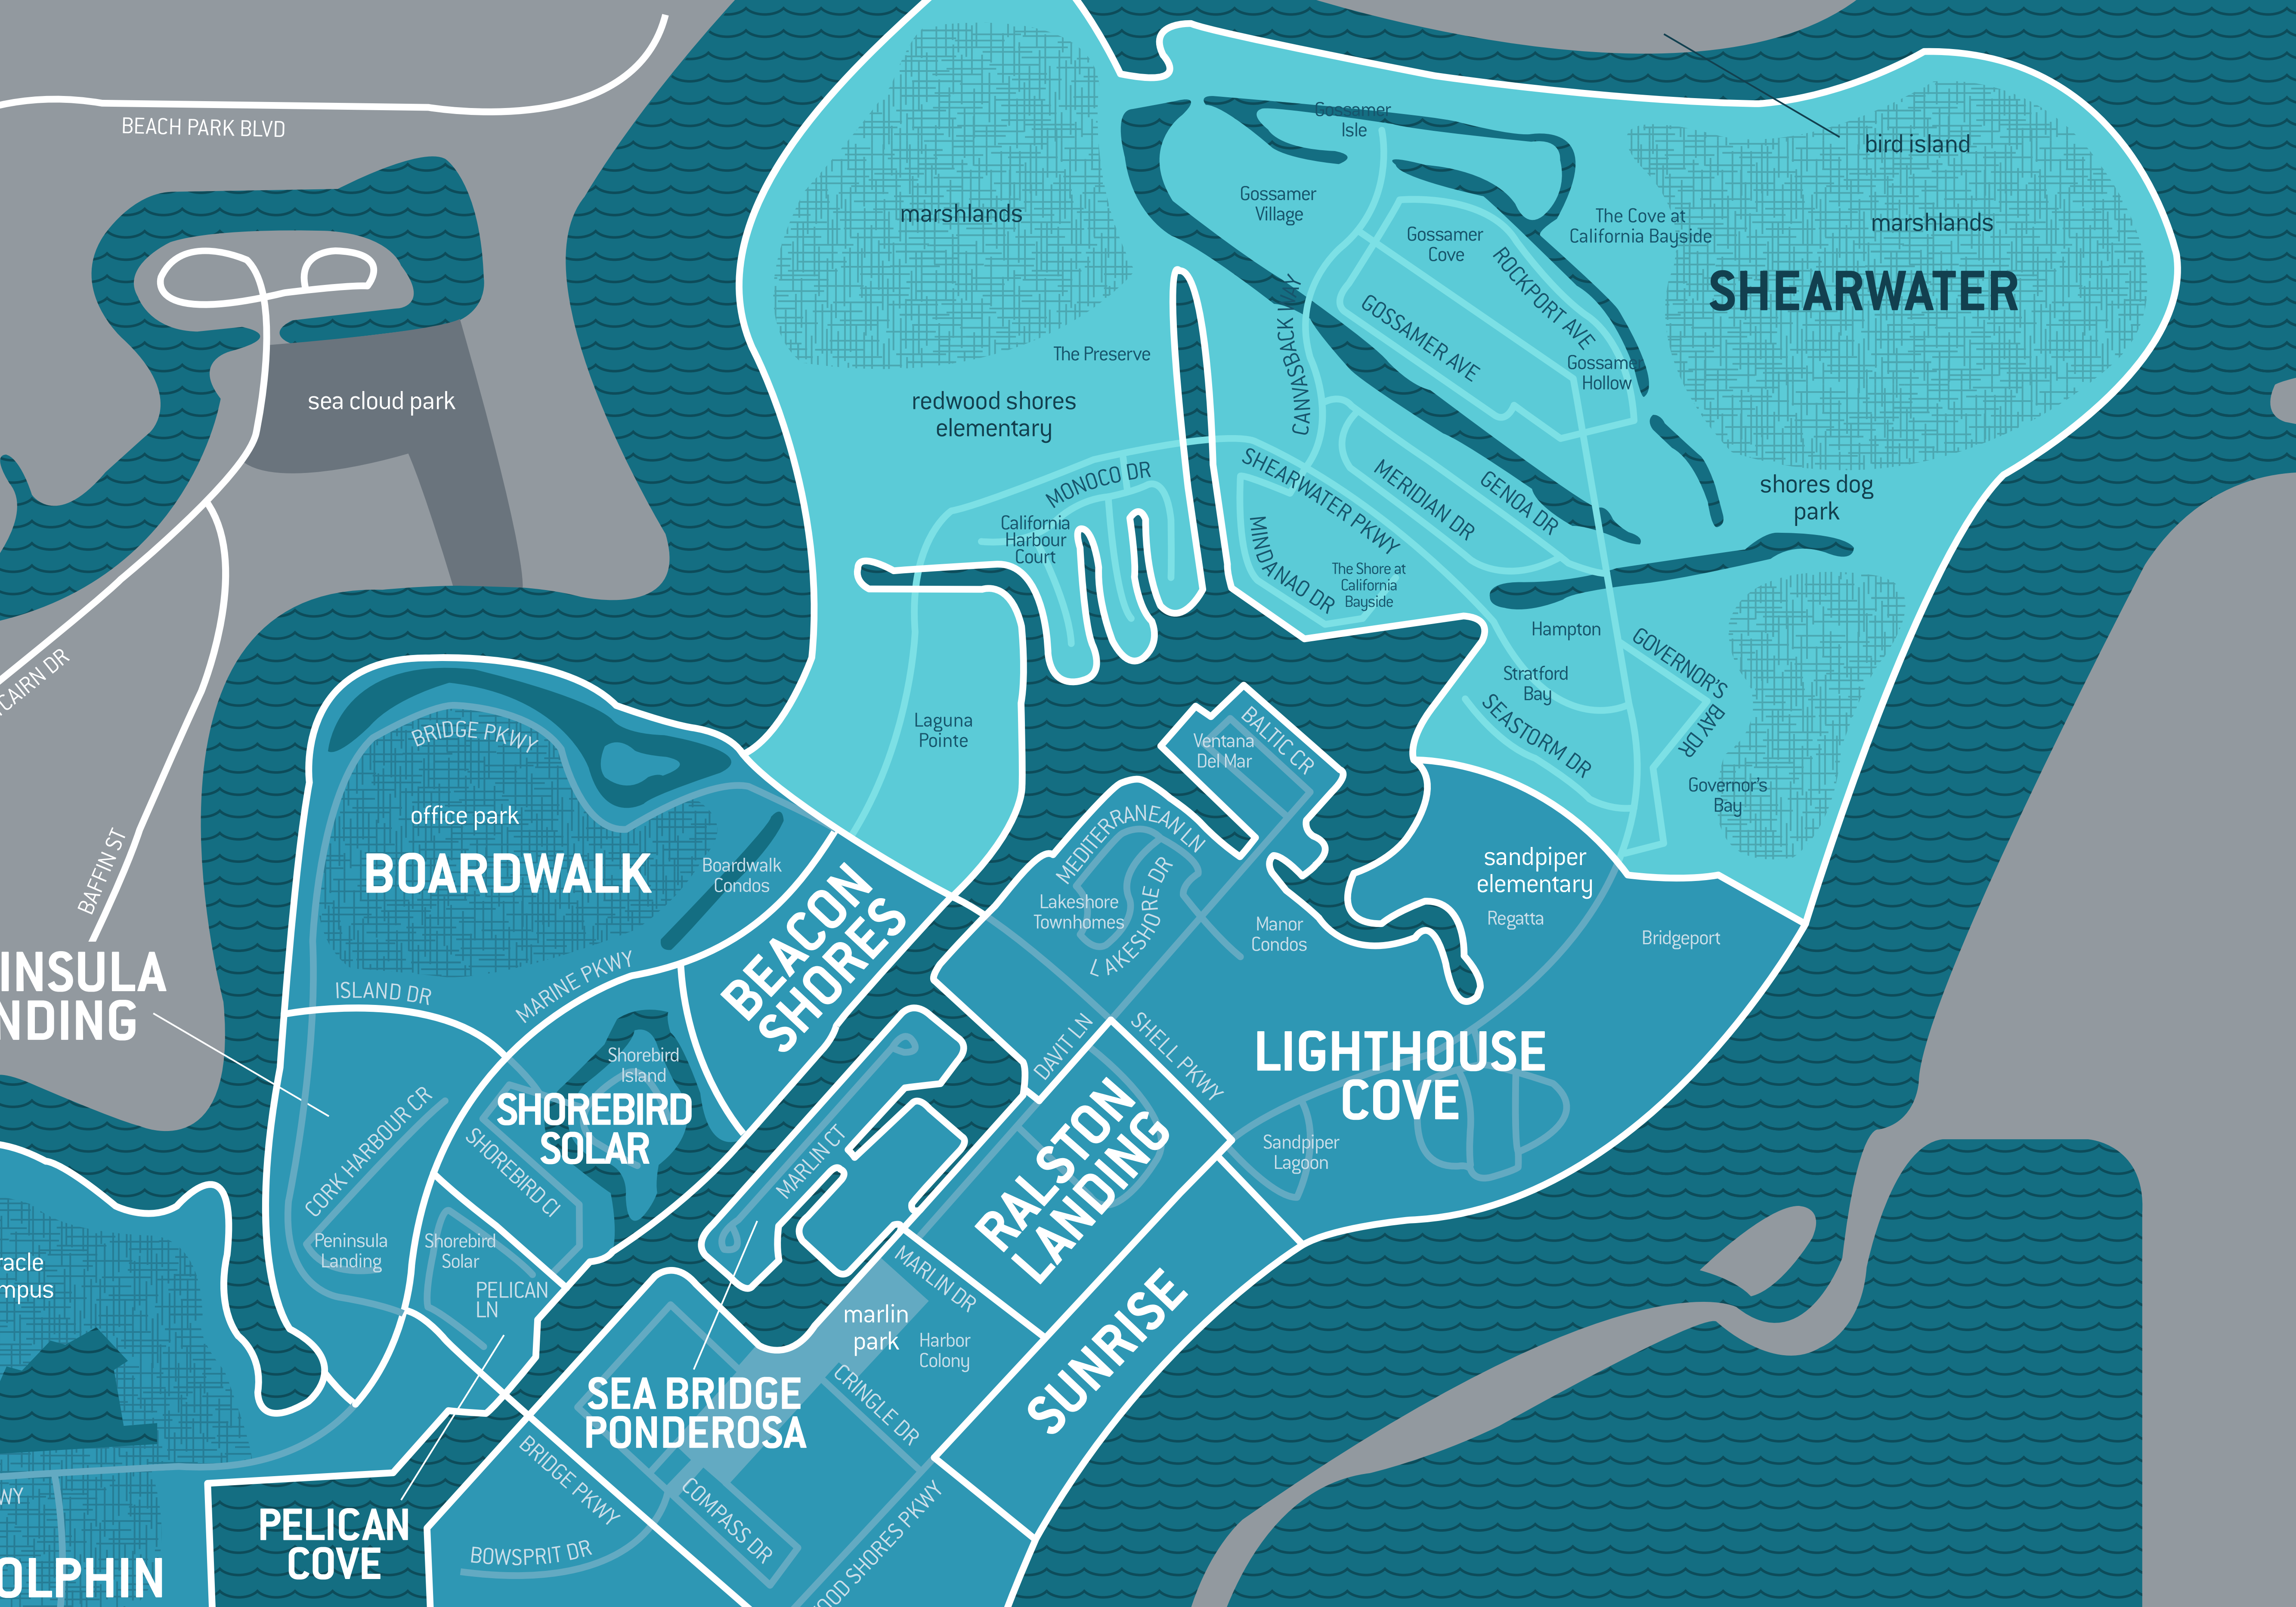 BEACH PARK BLVD
sea cloud park
BAFFIN ST
marshlands
Gossamer
Isle
Gossamer
Village
Gossamer
Cove
ROCKPORT AVE
The Cove at
California Bayside
bird island
marshlands
SHEARWATER
The Preserve
CANVASBACK
GOSSAMER AVE
Gossamer
Hollow
redwood shores
elementary
MONOCO DR
SHEARWATER PKWY
MERIDIAN DR
GENOA DR
shores dog
park
California
Harbour
Court
MINDANAO DR
The Shore at
California
Bayside
Hampton
GOVERNOR'S BAY DR
Stratford
Bay
SEASTORM DR
Governor's
Bay
Laguna
Pointe
BRIDGE PKWY
office park
BOARDWALK
Boardwalk
Condos
BALTIC CR
Ventana
Del Mar
MEDITERRANEAN LN
LAKESHORE DR
Lakeshore
Townhomes
Manor
Condos
sandpiper
elementary
Regatta
Bridgeport
BEACON
SHORES
INSULA
NDING
ISLAND DR
MARINE PKWY
DAVIT LN
SHELL PKWY
LIGHTHOUSE
COVE
Shorebird
Island
SHOREBIRD
SOLAR
CORK HARBOUR CR
SHOREBIRD CI
MARLIN CT
RALSTON
LANDING
Sandpiper
Lagoon
Peninsula
Landing
Shorebird
Solar
PELICAN
LN
racle
mpus
MARLIN DR
marlin
park
Harbor
Colony
SUNRISE
SEA BRIDGE
PONDEROSA
CRINGLE DR
BRIDGE PKWY
COMPASS DR
OOD SHORES PKWY
BOWSPRIT DR
PELICAN
COVE
WY
OLPHIN
CAIRN DR